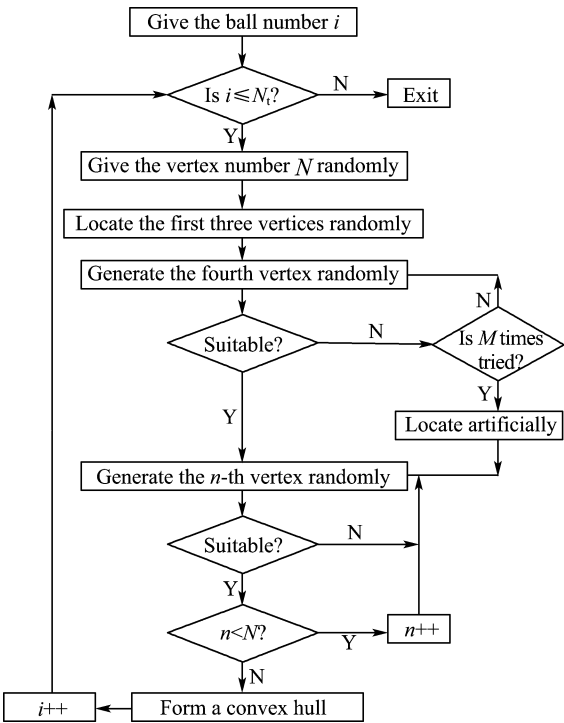 Give the ball number i
Is i≤Nt?
N
Exit
Y
Give the vertex number N randomly
Locate the first three vertices randomly
Generate the fourth vertex randomly
N
Suitable?
N
Is M times
tried?
Y
Y
Locate artificially
Generate the n-th vertex randomly
Suitable?
N
Y
n<N?
Y
n++
N
i++
Form a convex hull